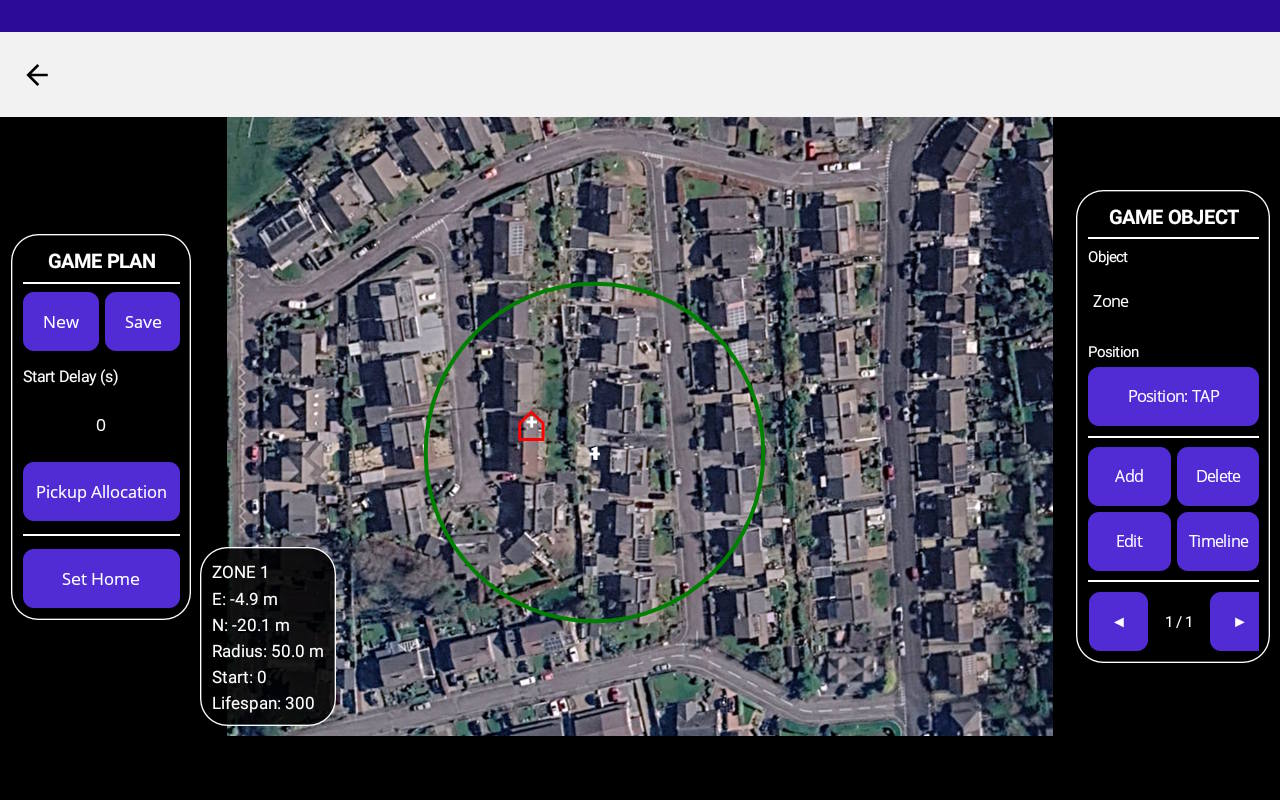 GAME PLAN
New
Save
Start Delay (s)
0
Pickup Allocation
Set Home
ZONE 1
E: -4.9 m
N: -20.1 m
Radius: 50.0 m
Start: 0
Lifespan: 300
GAME OBJECT
Object
Zone
Position
Position: TAP
Add
Delete
Edit
Timeline
◄
1 / 1
►